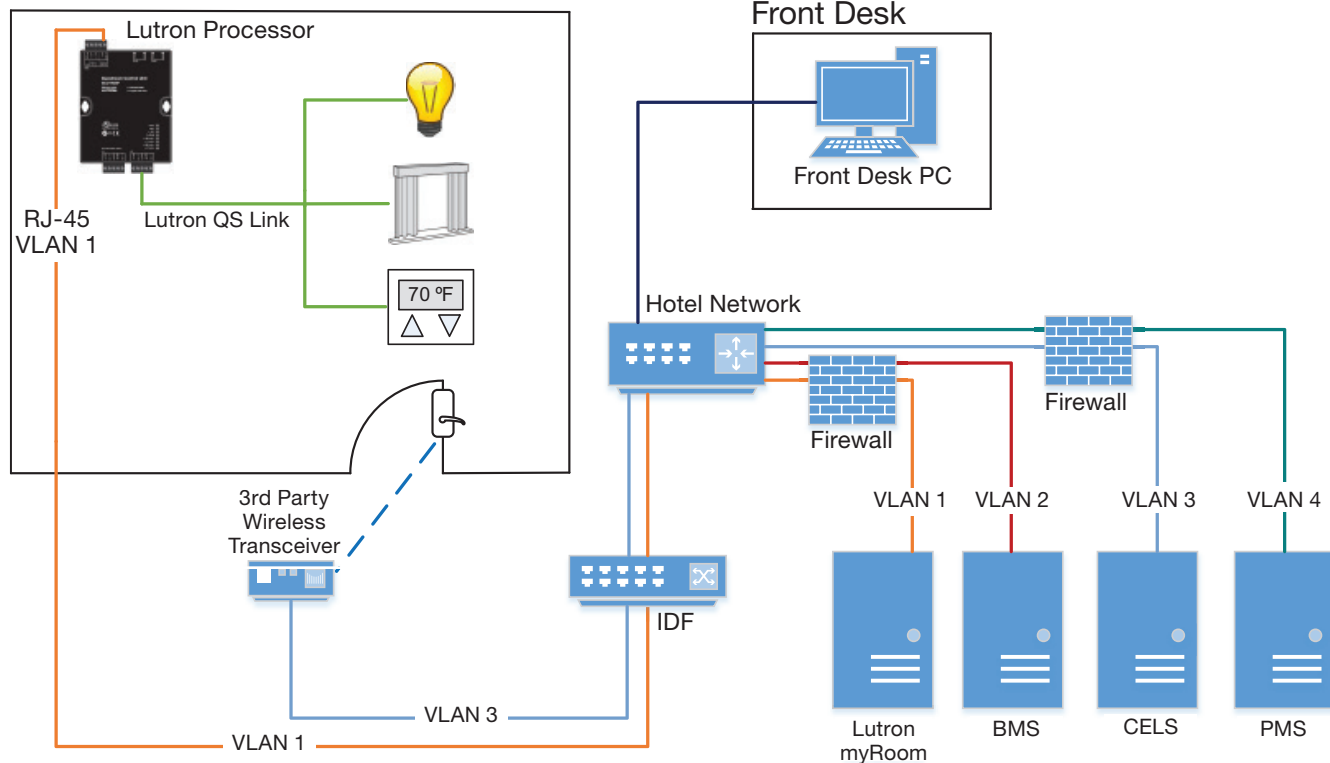 Lutron Processor
RJ-45
VLAN 1
Lutron QS Link
70 ºF
3rd Party
Wireless
Transceiver
VLAN 3
VLAN 1
Front Desk
Front Desk PC
Hotel Network
Firewall
Firewall
IDF
VLAN 1
VLAN 2
VLAN 3
VLAN 4
Lutron
myRoom
BMS
CELS
PMS